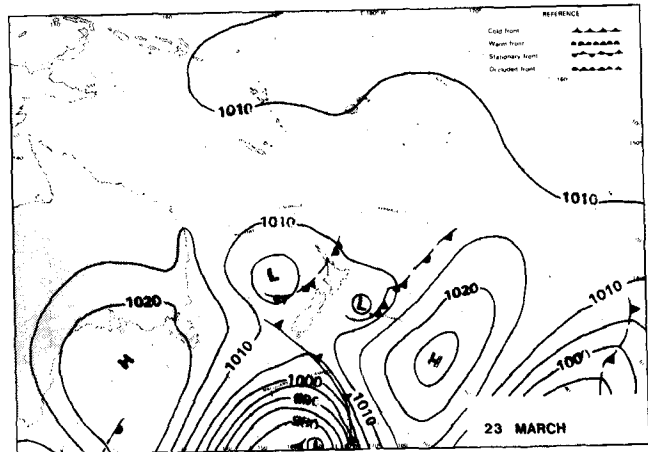 REFERENCE
Cold front
Warm front
Stationary front
Occluded front
1010
1010
1010
L
1020
L
1020
1010
1010
H
H
1000
1000
1010
L
23 MARCH